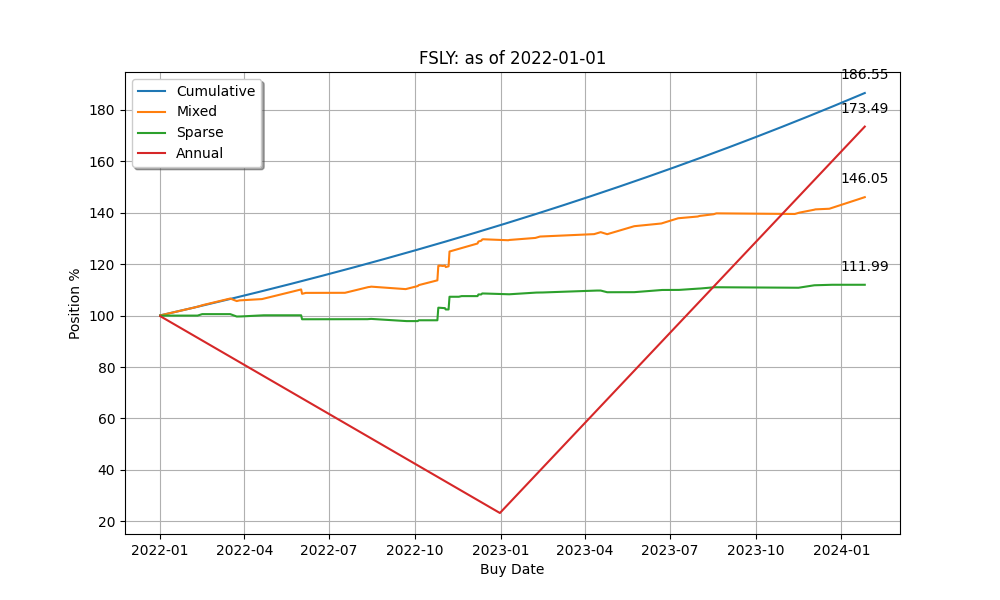 FSLY: as of 2022-01-01
186.55
Cumulative
Mixed
Sparse
Annual
173.49
146.05
111.99
180
160
140
120
100
80
60
40
20
Position %
2022-01 2022-04 2022-07 2022-10 2023-01 2023-04 2023-07 2023-10 2024-01
Buy Date